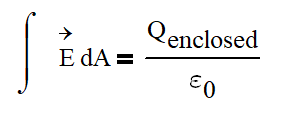 ∫ E⃗ dA = Q_enclosed / ε₀